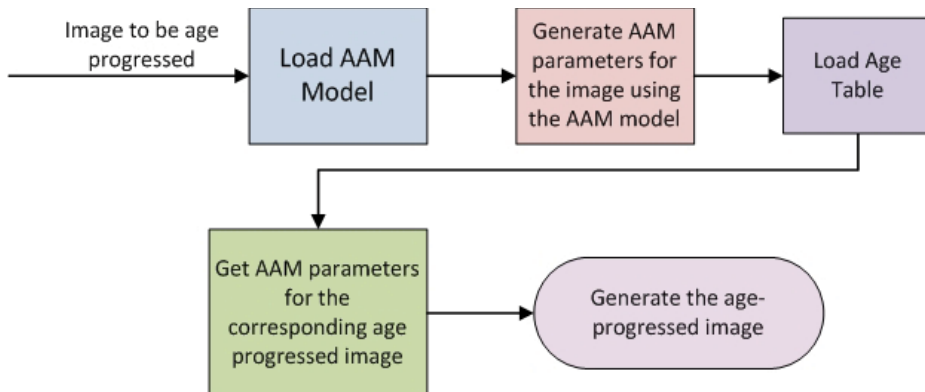 Image to be age
progressed
Load AAM
Model
Generate AAM
parameters for
the image using
the AAM model
Load Age
Table
Get AAM parameters
for the
corresponding age
progressed image
Generate the age-
progressed image